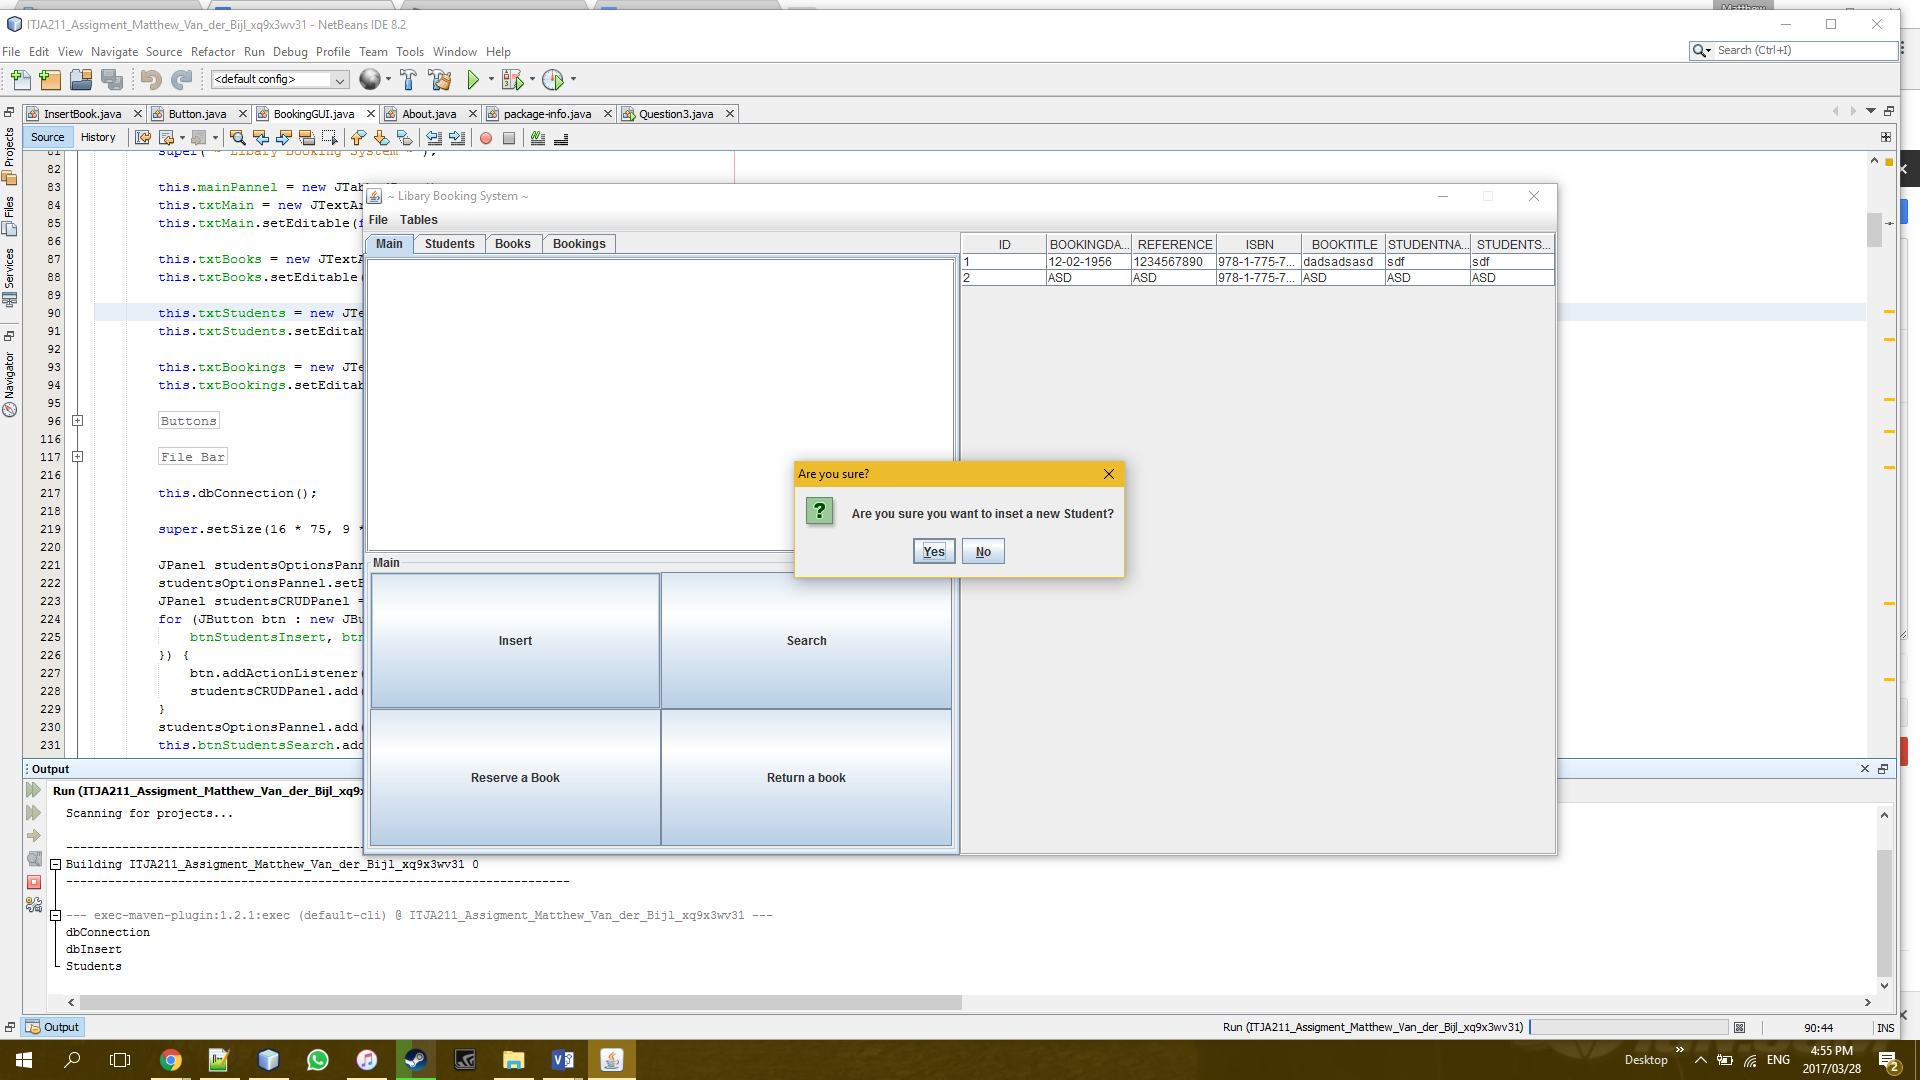 Matthew
ITJA211_Assigment_Matthew_Van_der_Bijl_xq9x3wv31 - NetBeans IDE 8.2
File Edit View Navigate Source Refactor Run Debug Profile Team Tools Window Help
Search (Ctrl+I)
<default config>
InsertBook.java Button.java BookingGUI.java About.java package-info.java Question3.java
Source History
Projects
Files
Services
Navigator
81 super("~ Libary Booking System ~");
82
83 this.mainPannel = new JTab
84 this.txtMain = new JTextAr
85 this.txtMain.setEditable(f
86
87 this.txtBooks = new JTextA
88 this.txtBooks.setEditable(
89
90 this.txtStudents = new JTe
91 this.txtStudents.setEditab
92
93 this.txtBookings = new JTe
94 this.txtBookings.setEditab
95
96 Buttons
116
117 File Bar
216
217 this.dbConnection();
218
219 super.setSize(16 * 75, 9 *
220
221 JPanel studentsOptionsPann
222 studentsOptionsPannel.setB
223 JPanel studentsCRUDPanel =
224 for (JButton btn : new JBu
225 btnStudentsInsert, btn
226 }) {
227 btn.addActionListener(
228 studentsCRUDPanel.add(
229 }
230 studentsOptionsPannel.add(
231 this.btnStudentsSearch.add
~ Libary Booking System ~
File Tables
Main Students Books Bookings
ID BOOKINGDA... REFERENCE ISBN BOOKTITLE STUDENTNA... STUDENTS...
1 12-02-1956 1234567890 978-1-775-7... dadsadsasd sdf sdf
2 ASD ASD 978-1-775-7... ASD ASD ASD
Are you sure?
Are you sure you want to inset a new Student?
Yes No
Main
Insert Search
Reserve a Book Return a book
Output
Run (ITJA211_Assigment_Matthew_Van_der_Bijl_xq9x3
Scanning for projects...
------------------------------------------------------------------------
Building ITJA211_Assigment_Matthew_Van_der_Bijl_xq9x3wv31 0
------------------------------------------------------------------------
--- exec-maven-plugin:1.2.1:exec (default-cli) @ ITJA211_Assigment_Matthew_Van_der_Bijl_xq9x3wv31 ---
dbConnection
dbInsert
Students
Output
Run (ITJA211_Assigment_Matthew_Van_der_Bijl_xq9x3wv31)
90:44 INS
Desktop ENG
4:55 PM
2017/03/28
2